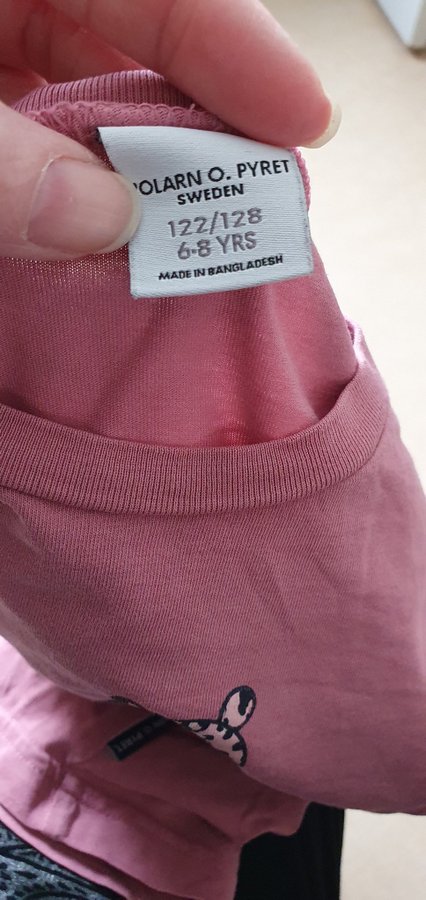 POLARN O. PYRET
SWEDEN
122/128
6-8 YRS
MADE IN BANGLADESH